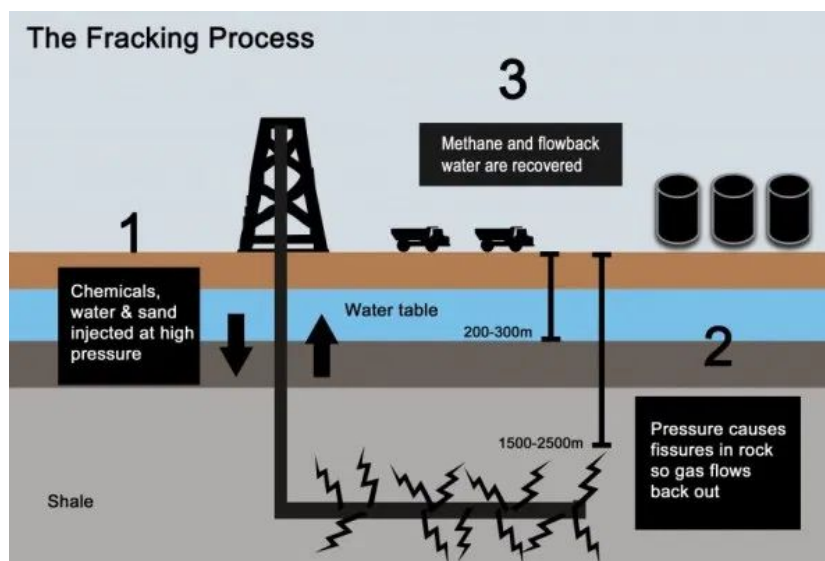 The Fracking Process
1
Chemicals,
water & sand
injected at high
pressure
2
Pressure causes
fissures in rock
so gas flows
back out
3
Methane and flowback
water are recovered
Water table
200-300m
1500-2500m
Shale